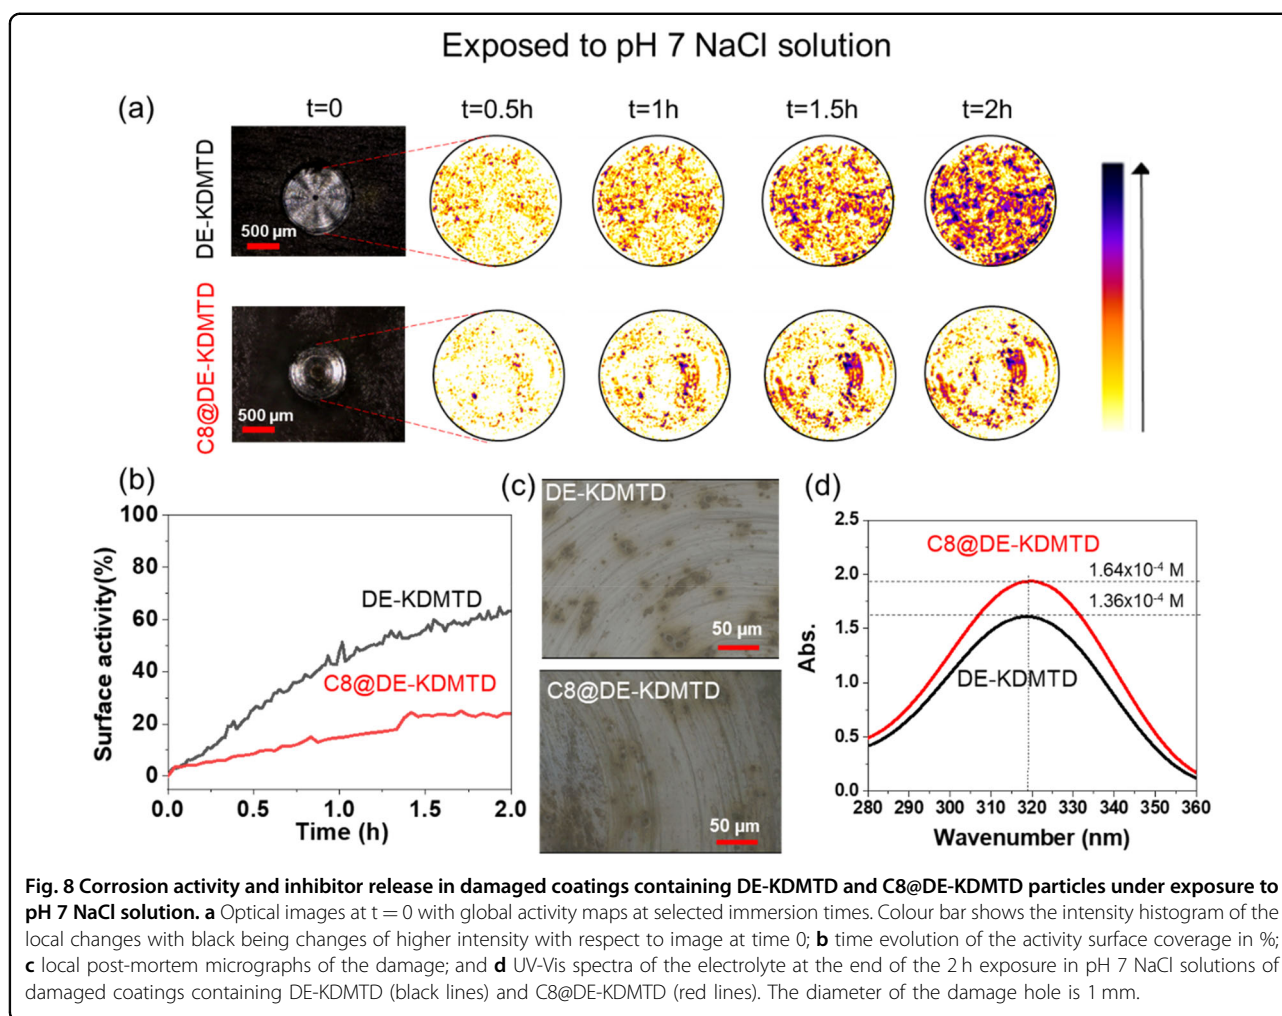 Exposed to pH 7 NaCl solution
(a)
t=0
t=0.5h
t=1h
t=1.5h
t=2h
DE-KDMTD
500 µm
C8@DE-KDMTD
500 µm
(b)
100
80
60
40
20
0
Surface activity(%)
DE-KDMTD
C8@DE-KDMTD
0.0
0.5
1.0
1.5
2.0
Time (h)
(c)
DE-KDMTD
50 µm
C8@DE-KDMTD
50 µm
(d)
2.5
2.0
1.5
1.0
0.5
0.0
Abs.
C8@DE-KDMTD
1.64x10⁻⁴ M
1.36x10⁻⁴ M
DE-KDMTD
280
290
300
310
320
330
340
350
360
Wavenumber (nm)
Fig. 8 Corrosion activity and inhibitor release in damaged coatings containing DE-KDMTD and C8@DE-KDMTD particles under exposure to
pH 7 NaCl solution. a Optical images at t = 0 with global activity maps at selected immersion times. Colour bar shows the intensity histogram of the
local changes with black being changes of higher intensity with respect to image at time 0; b time evolution of the activity surface coverage in %;
c local post-mortem micrographs of the damage; and d UV-Vis spectra of the electrolyte at the end of the 2 h exposure in pH 7 NaCl solutions of
damaged coatings containing DE-KDMTD (black lines) and C8@DE-KDMTD (red lines). The diameter of the damage hole is 1 mm.